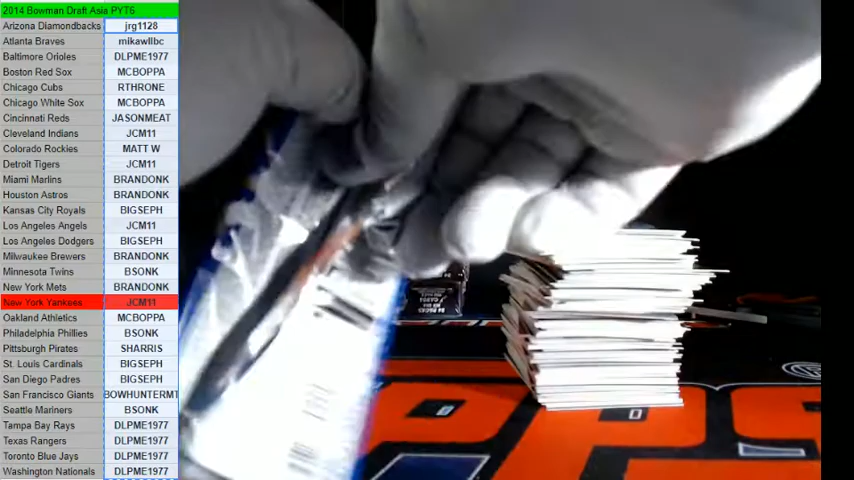 2014 Bowman Draft Asia PYT5
Arizona Diamondbacks jrg1128
Atlanta Braves mikawllbc
Baltimore Orioles DLPME1977
Boston Red Sox MCBOPPA
Chicago Cubs RTHRONE
Chicago White Sox MCBOPPA
Cincinnati Reds JASONMEAT
Cleveland Indians JCM11
Colorado Rockies MATT W
Detroit Tigers JCM11
Miami Marlins BRANDONK
Houston Astros BRANDONK
Kansas City Royals BIGSEPH
Los Angeles Angels JCM11
Los Angeles Dodgers BIGSEPH
Milwaukee Brewers BRANDONK
Minnesota Twins BSONK
New York Mets BRANDONK
New York Yankees JCM11
Oakland Athletics MCBOPPA
Philadelphia Phillies BSONK
Pittsburgh Pirates SHARRIS
St. Louis Cardinals BIGSEPH
San Diego Padres BIGSEPH
San Francisco Giants BOWHUNTERMT
Seattle Mariners BSONK
Tampa Bay Rays DLPME1977
Texas Rangers DLPME1977
Toronto Blue Jays DLPME1977
Washington Nationals DLPME1977